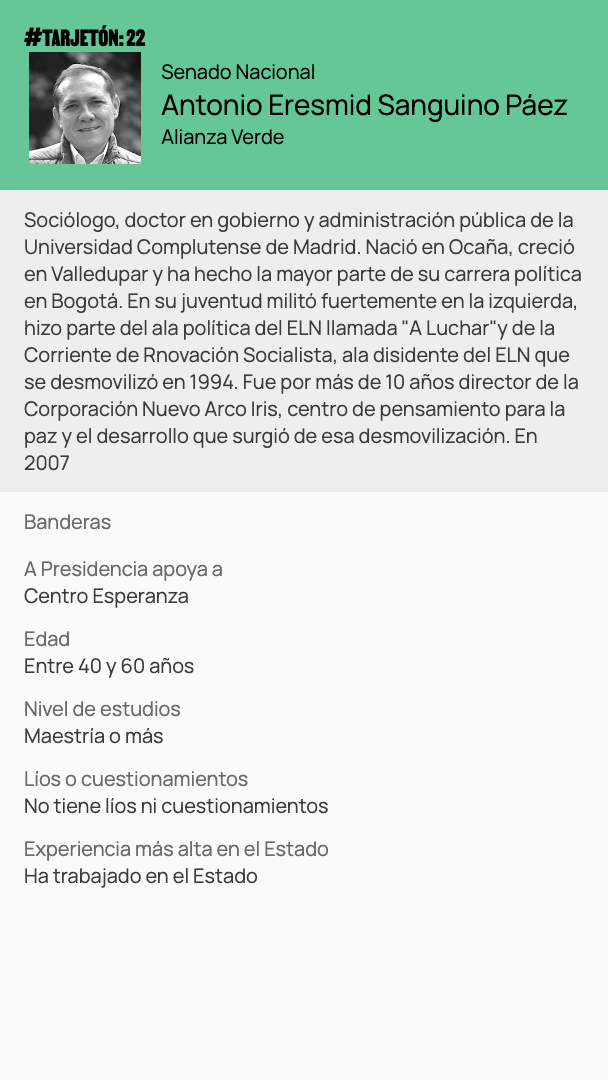 #TARJETÓN: 22
Senado Nacional
Antonio Eresmid Sanguino Páez
Alianza Verde
Sociólogo, doctor en gobierno y administración pública de la
Universidad Complutense de Madrid. Nació en Ocaña, creció
en Valledupar y ha hecho la mayor parte de su carrera política
en Bogotá. En su juventud militó fuertemente en la izquierda,
hizo parte del ala política del ELN llamada "A Luchar"y de la
Corriente de Rnovación Socialista, ala disidente del ELN que
se desmovilizó en 1994. Fue por más de 10 años director de la
Corporación Nuevo Arco Iris, centro de pensamiento para la
paz y el desarrollo que surgió de esa desmovilización. En
2007
Banderas
A Presidencia apoya a
Centro Esperanza
Edad
Entre 40 y 60 años
Nivel de estudios
Maestría o más
Líos o cuestionamientos
No tiene líos ni cuestionamientos
Experiencia más alta en el Estado
Ha trabajado en el Estado